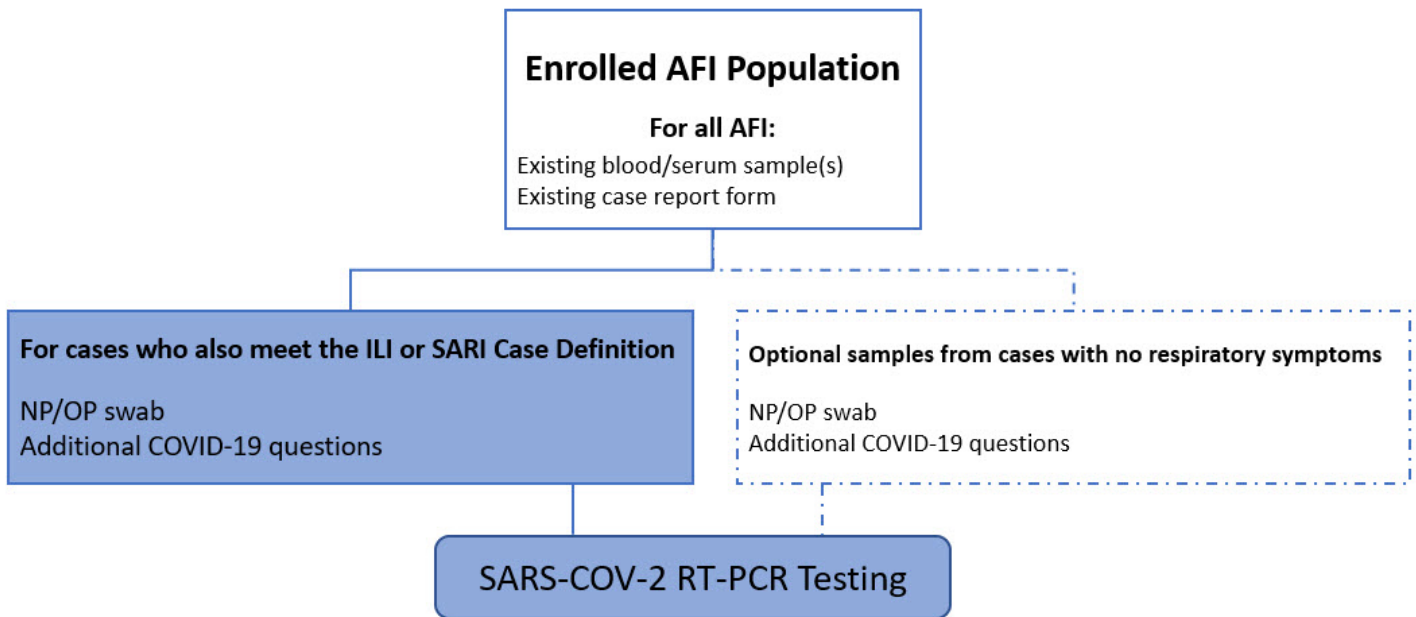 Enrolled AFI Population
For all AFI:
Existing blood/serum sample(s)
Existing case report form
For cases who also meet the ILI or SARI Case Definition
NP/OP swab
Additional COVID-19 questions
Optional samples from cases with no respiratory symptoms
NP/OP swab
Additional COVID-19 questions
SARS-COV-2 RT-PCR Testing